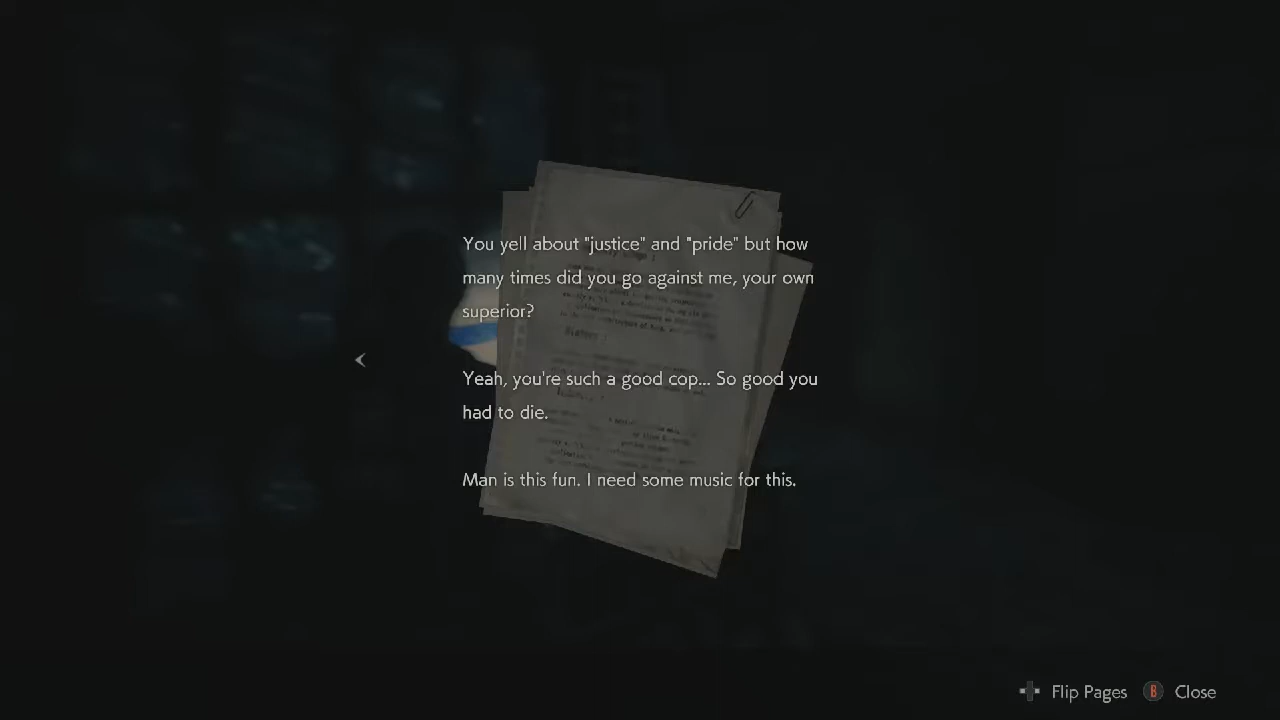 You yell about "justice" and "pride" but how
many times did you go against me, your own
superior?
Yeah, you're such a good cop... So good you
had to die.
Man is this fun. I need some music for this.
Flip Pages B Close